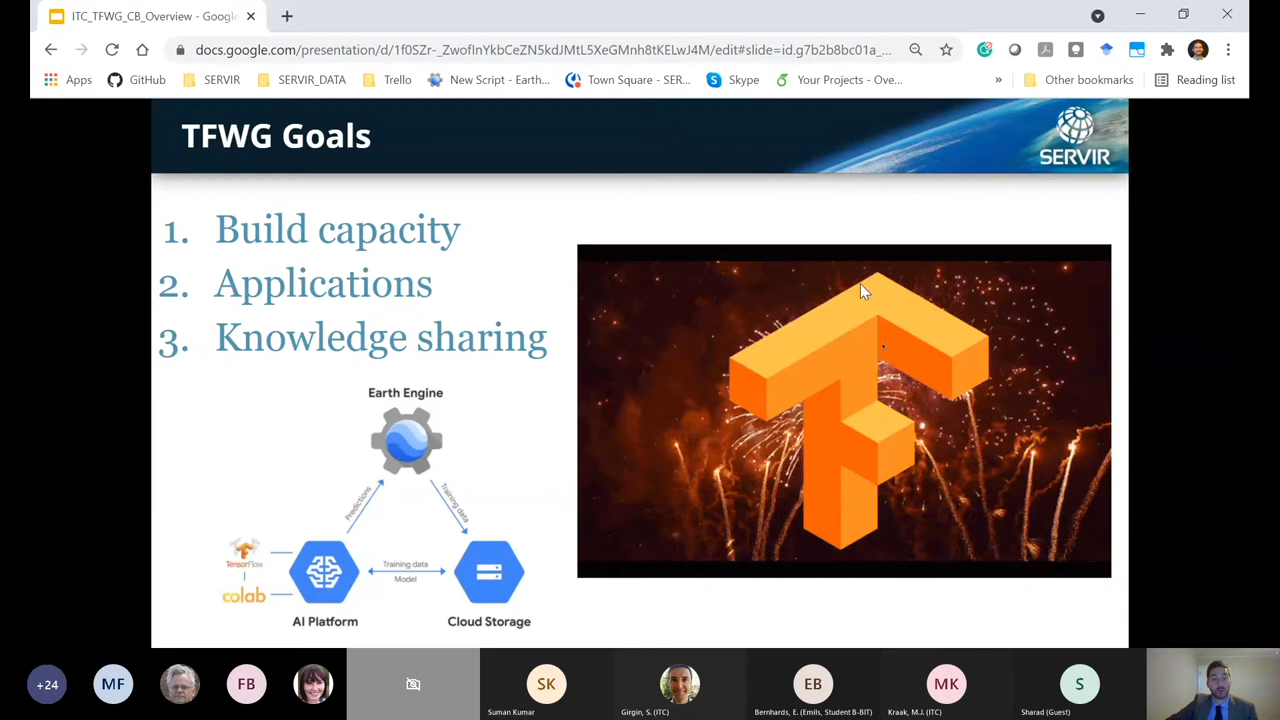 ITC_TFWG_CB_Overview - Google
docs.google.com/presentation/d/1f0SZr-_ZwofInYkbCeZN5kdJMtL5XeGMnh8tKELwJ4M/edit#slide=id.g7b2b8bc01a_...
Apps GitHub SERVIR SERVIR_DATA Trello New Script - Earth... Town Square - SER... Skype Your Projects - Ove... » Other bookmarks Reading list
TFWG Goals
SERVIR
1. Build capacity
2. Applications
3. Knowledge sharing
Earth Engine
Predictions
Training data
TensorFlow
colab
Training data
Model
AI Platform
Cloud Storage
+24 MF FB SK EB MK S
Suman Kumar Girgin, S. (ITC) Bernhards, E. (Emils, Student B-BIT) Kraak, M.J. (ITC) Sharad (Guest)